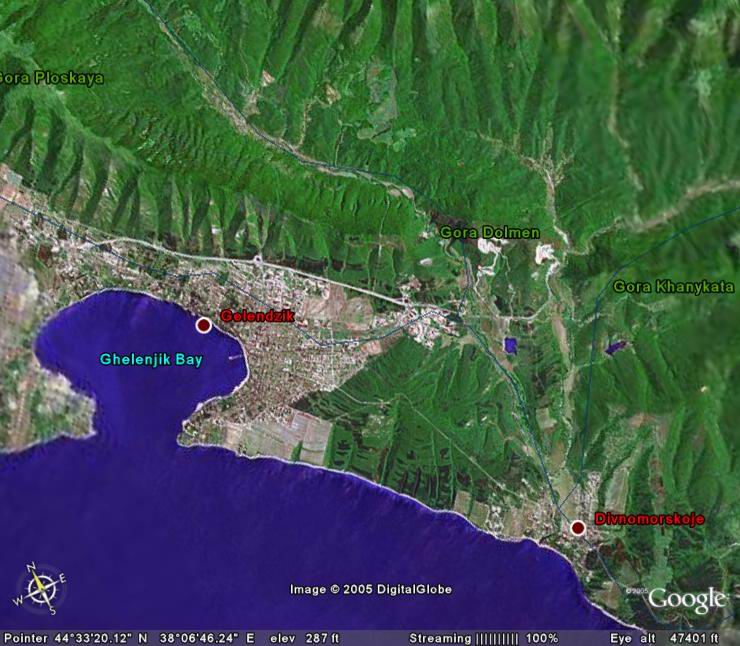 Gora Ploskaya
Gora Dolmen
Gora Khanykata
Gelendzik
Ghelenjik Bay
Divnomorskoje
N
E
W
S
Image © 2005 DigitalGlobe
©2005 Google
Pointer 44°33'20.12" N 38°06'46.24" E elev 287 ft Streaming |||||||||| 100% Eye alt 47401 ft